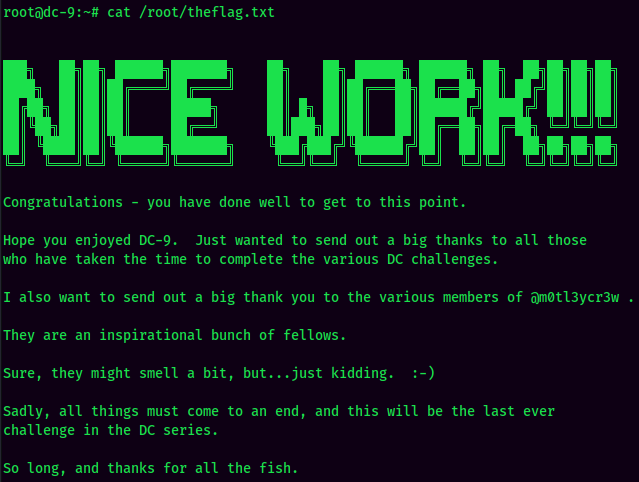 root@dc-9:~# cat /root/theflag.txt
NICE WORK!!!
Congratulations - you have done well to get to this point.
Hope you enjoyed DC-9.  Just wanted to send out a big thanks to all those
who have taken the time to complete the various DC challenges.
I also want to send out a big thank you to the various members of @m0tl3ycr3w .
They are an inspirational bunch of fellows.
Sure, they might smell a bit, but...just kidding.  :-)
Sadly, all things must come to an end, and this will be the last ever
challenge in the DC series.
So long, and thanks for all the fish.